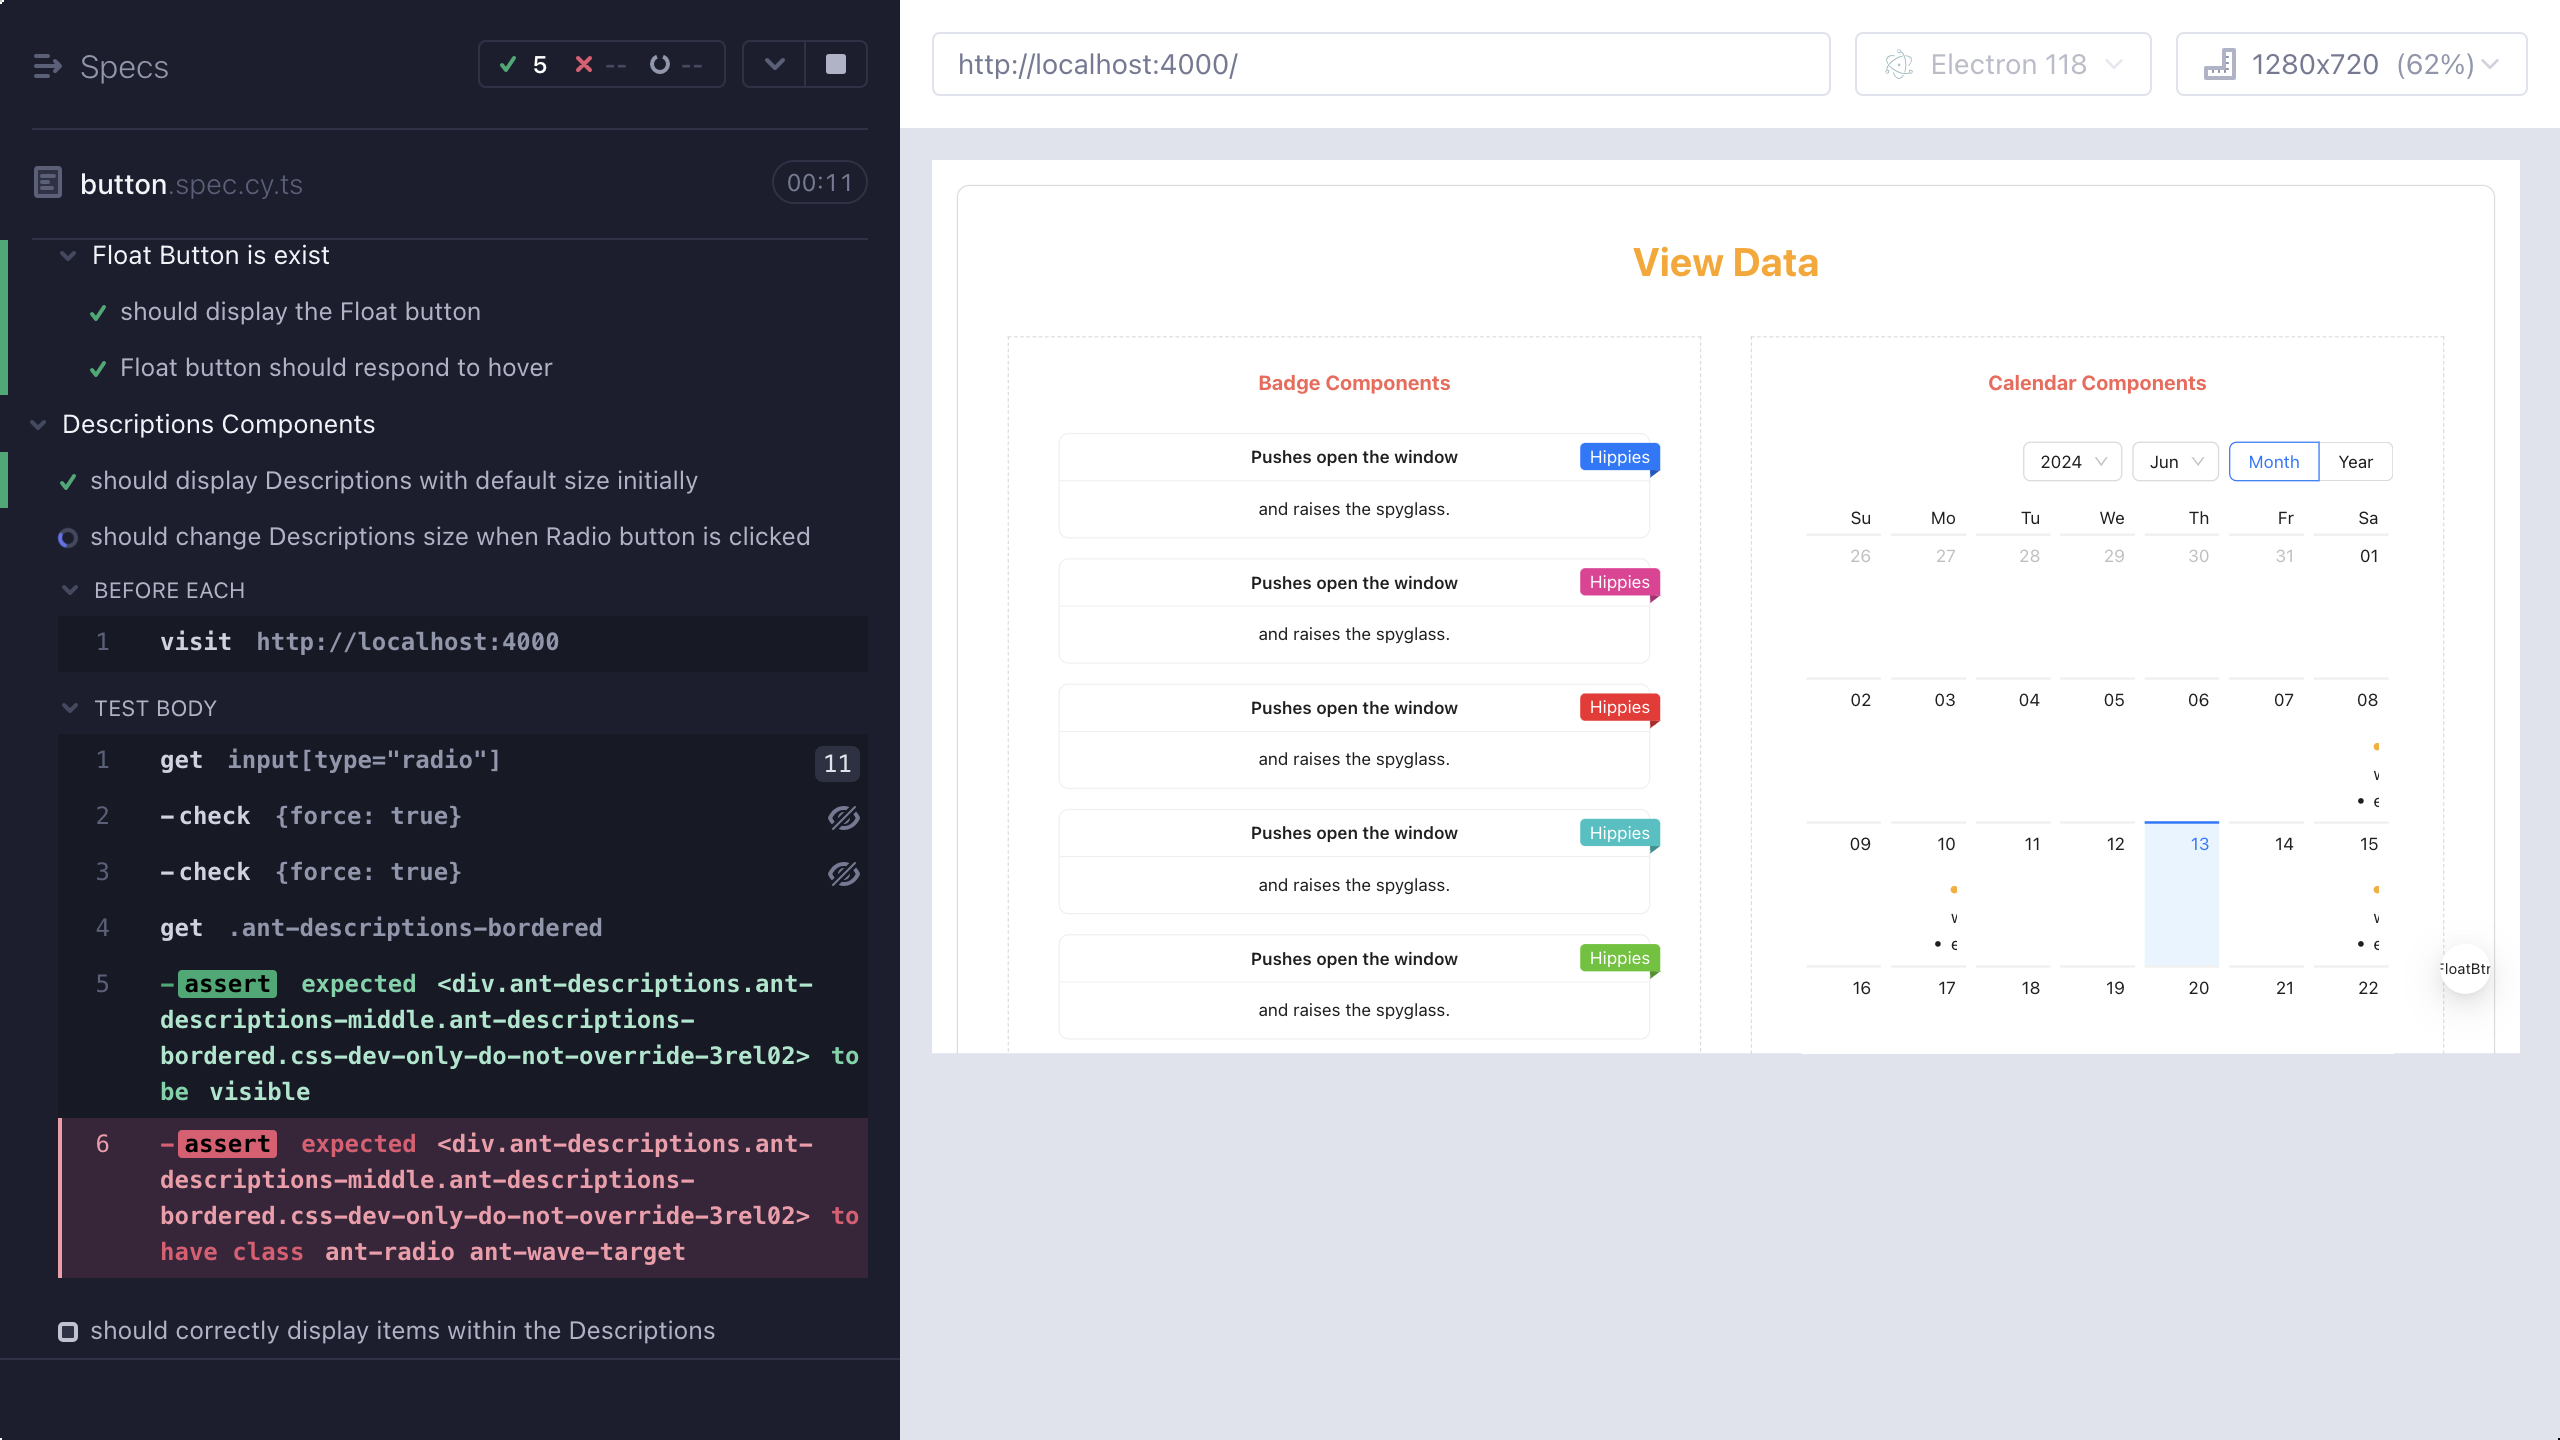 Specs
5 -- --
button.spec.cy.ts
00:11
Float Button is exist
should display the Float button
Float button should respond to hover
Descriptions Components
should display Descriptions with default size initially
should change Descriptions size when Radio button is clicked
BEFORE EACH
1 visit http://localhost:4000
TEST BODY
1 get input[type="radio"] 11
2 -check {force: true}
3 -check {force: true}
4 get .ant-descriptions-bordered
5 -assert expected <div.ant-descriptions.ant-
descriptions-middle.ant-descriptions-
bordered.css-dev-only-do-not-override-3rel02> to
be visible
6 -assert expected <div.ant-descriptions.ant-
descriptions-middle.ant-descriptions-
bordered.css-dev-only-do-not-override-3rel02> to
have class ant-radio ant-wave-target
should correctly display items within the Descriptions
http://localhost:4000/
Electron 118
1280x720 (62%)
View Data
Badge Components
Pushes open the window
Hippies
and raises the spyglass.
Pushes open the window
Hippies
and raises the spyglass.
Pushes open the window
Hippies
and raises the spyglass.
Pushes open the window
Hippies
and raises the spyglass.
Pushes open the window
Hippies
and raises the spyglass.
Calendar Components
2024 Jun Month Year
Su Mo Tu We Th Fr Sa
26 27 28 29 30 31 01
02 03 04 05 06 07 08
09 10 11 12 13 14 15
16 17 18 19 20 21 22
FloatBtn